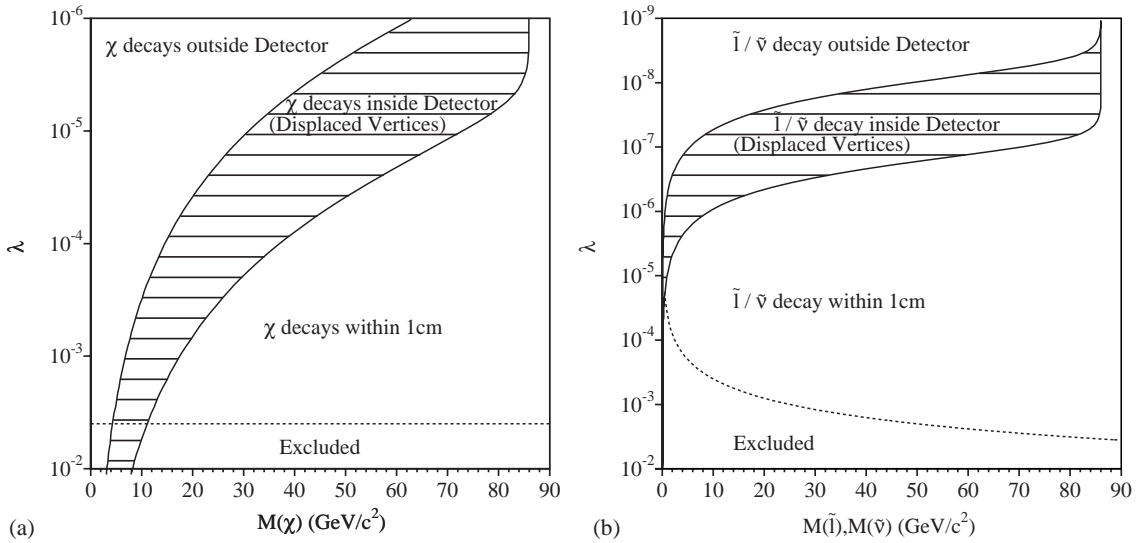 10⁻⁶
χ decays outside Detector
χ decays inside Detector
(Displaced Vertices)
10⁻⁵
λ
10⁻⁴
χ decays within 1cm
10⁻³
Excluded
10⁻²
0 10 20 30 40 50 60 70 80 90
(a)
M(χ) (GeV/c²)
10⁻⁹
l̃ / ν̃ decay outside Detector
10⁻⁸
l̃ / ν̃ decay inside Detector
10⁻⁷
(Displaced Vertices)
10⁻⁶
λ
10⁻⁵
l̃ / ν̃ decay within 1cm
10⁻⁴
10⁻³
Excluded
10⁻²
0 10 20 30 40 50 60 70 80 90
(b)
M(l̃),M(ν̃) (GeV/c²)